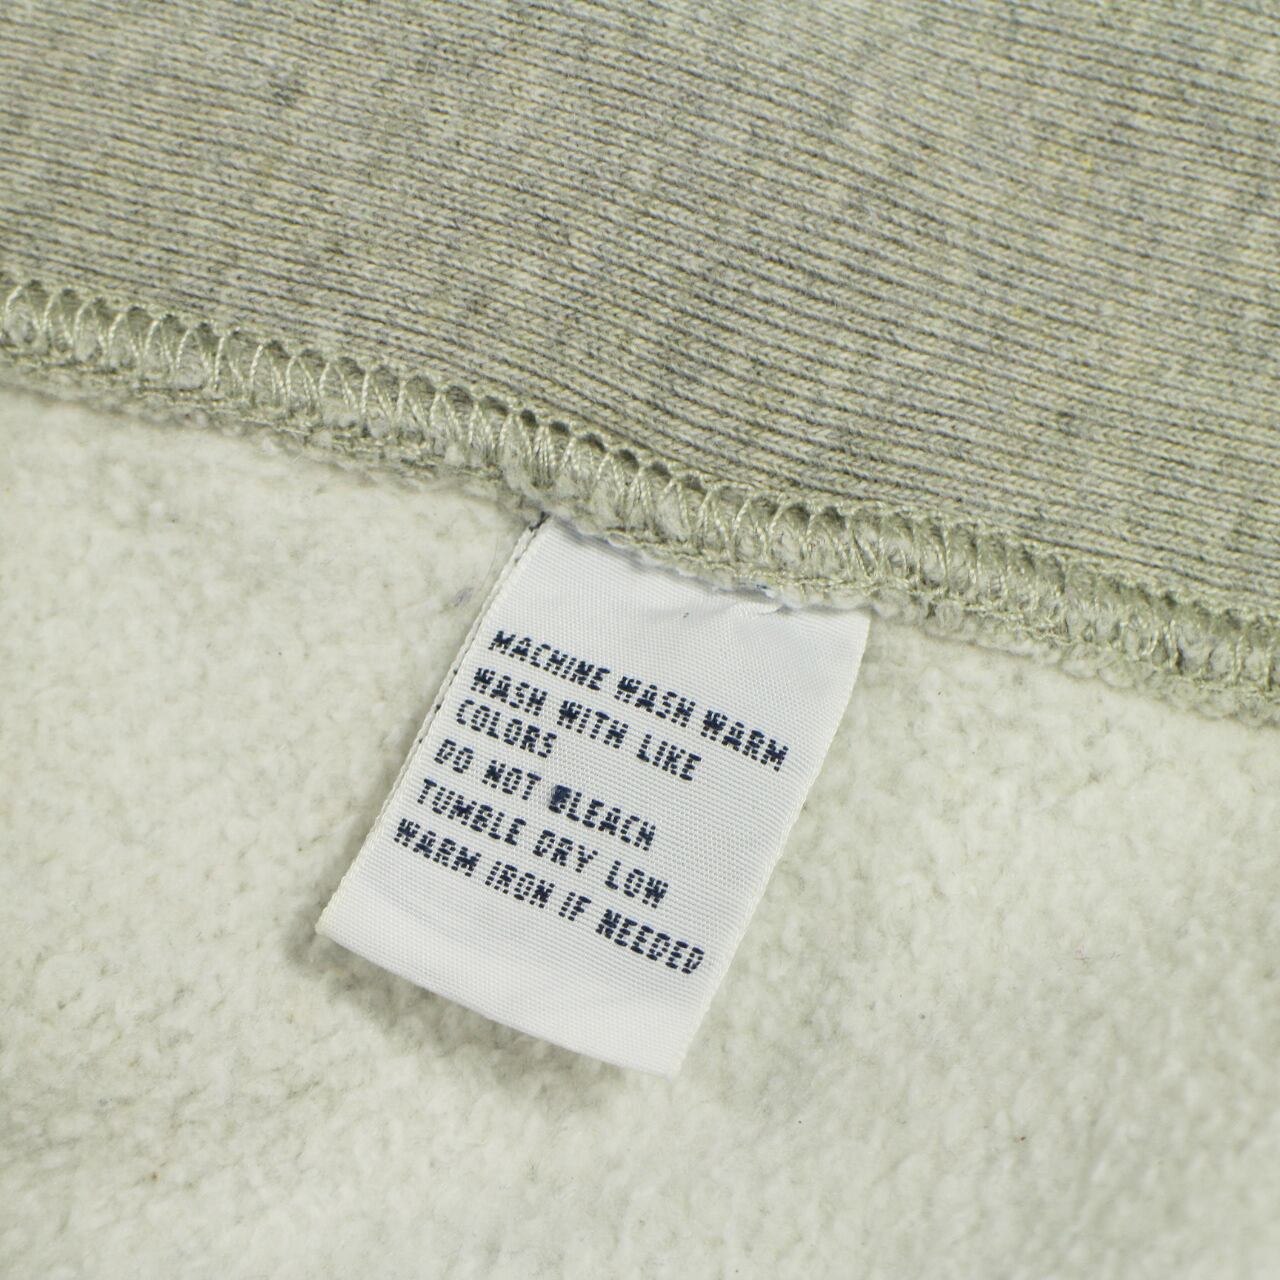 MACHINE WASH WARM
WASH WITH LIKE
COLORS
DO NOT BLEACH
TUMBLE DRY LOW
WARM IRON IF NEEDED